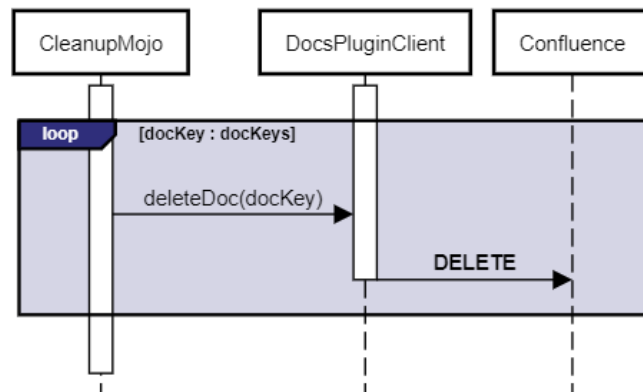 CleanupMojo
DocsPluginClient
Confluence
loop
[docKey : docKeys]
deleteDoc(docKey)
DELETE